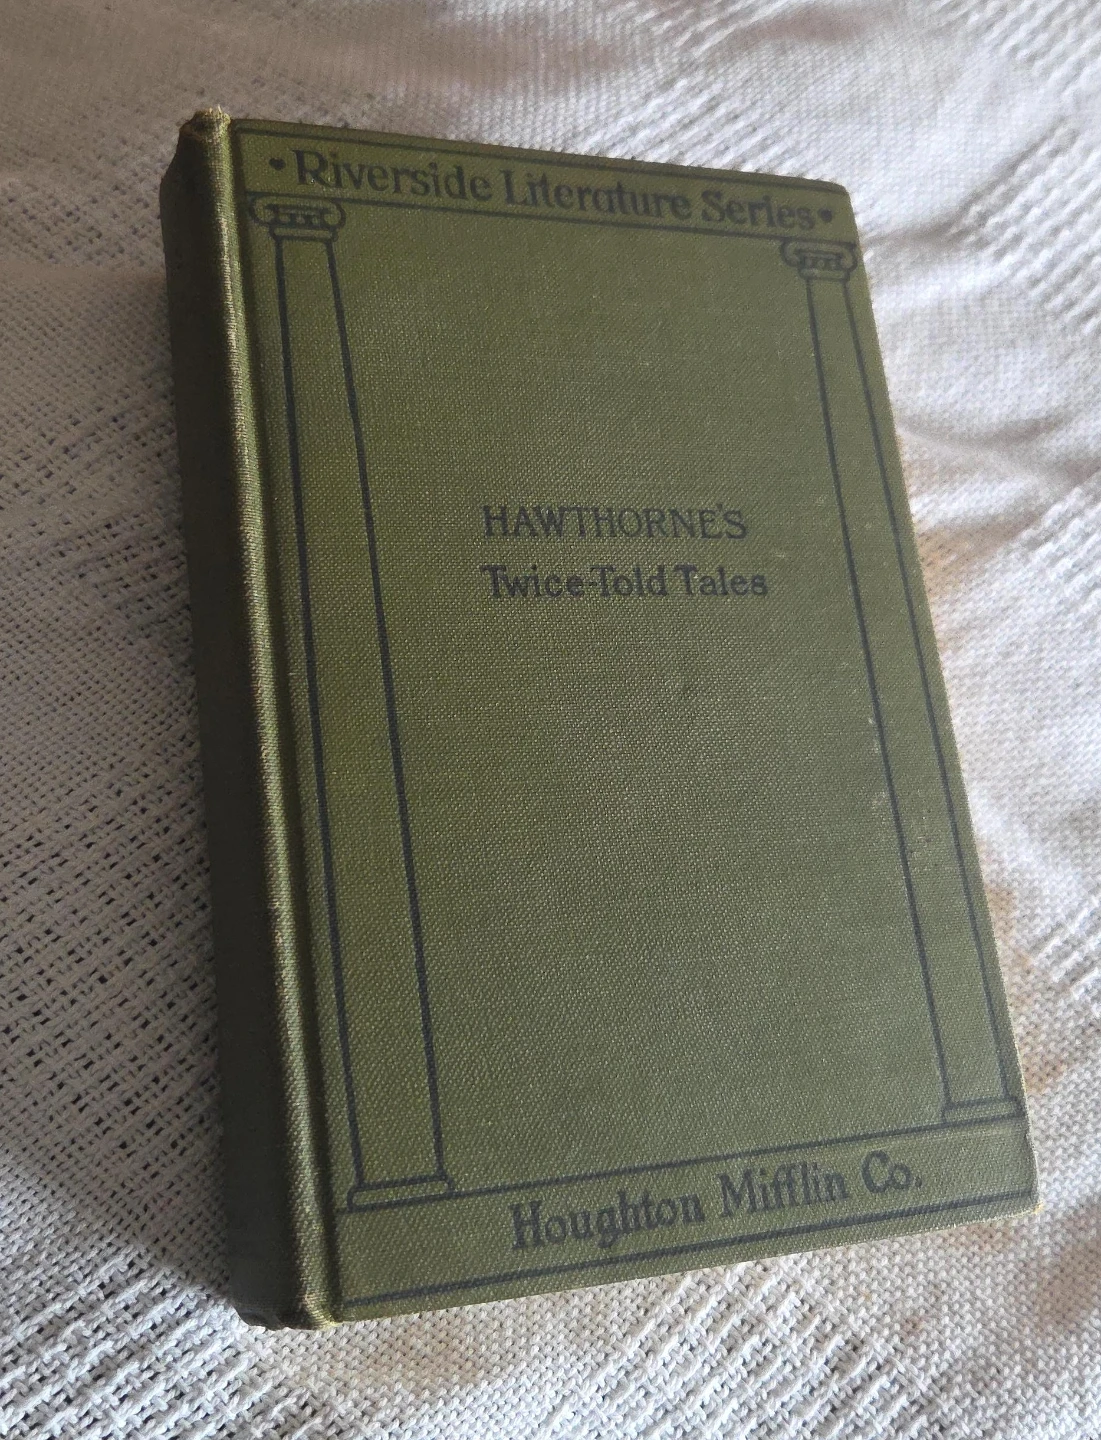 Riverside Literature Series
HAWTHORNE'S
Twice-Told Tales
Houghton Mifflin Co.